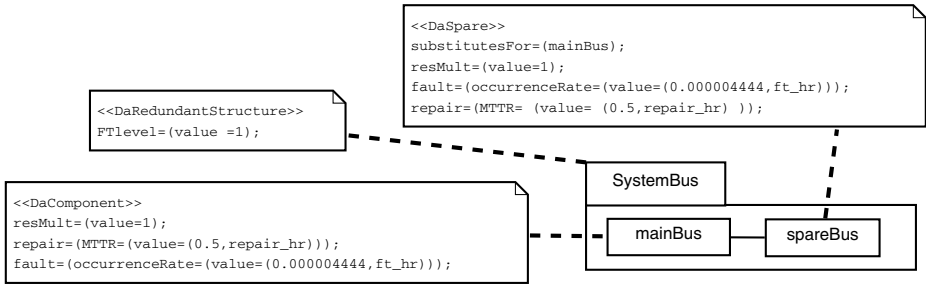 <<DaSpare>>
substitutesFor=(mainBus);
resMult=(value=1);
fault=(occurrenceRate=(value=(0.000004444,ft_hr)));
repair=(MTTR= (value= (0.5,repair_hr) ));
<<DaRedundantStructure>>
FTlevel=(value =1);
SystemBus
mainBus
spareBus
<<DaComponent>>
resMult=(value=1);
repair=(MTTR=(value=(0.5,repair_hr)));
fault=(occurrenceRate=(value=(0.000004444,ft_hr)));